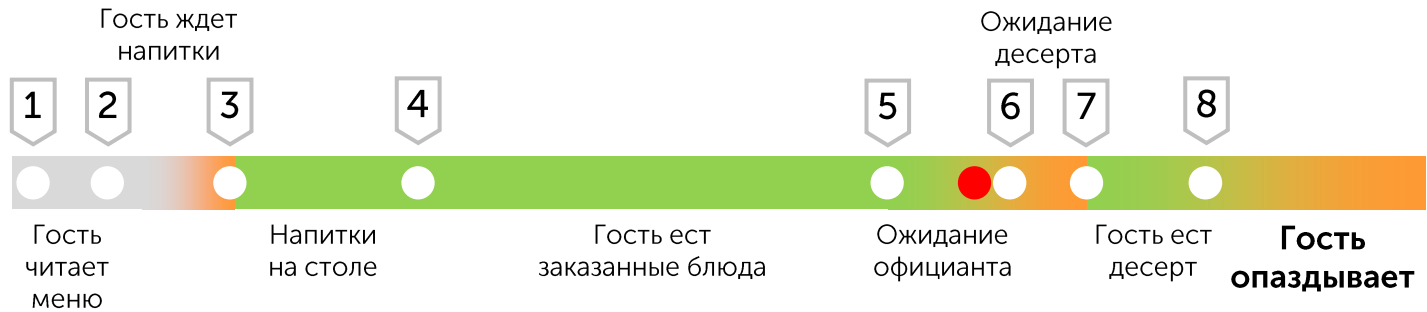 Гость ждет
напитки
Ожидание
десерта
1 2 3 4 5 6 7 8
Гость
читает
меню
Напитки
на столе
Гость ест
заказанные блюда
Ожидание
официанта
Гость ест
десерт
Гость
опаздывает